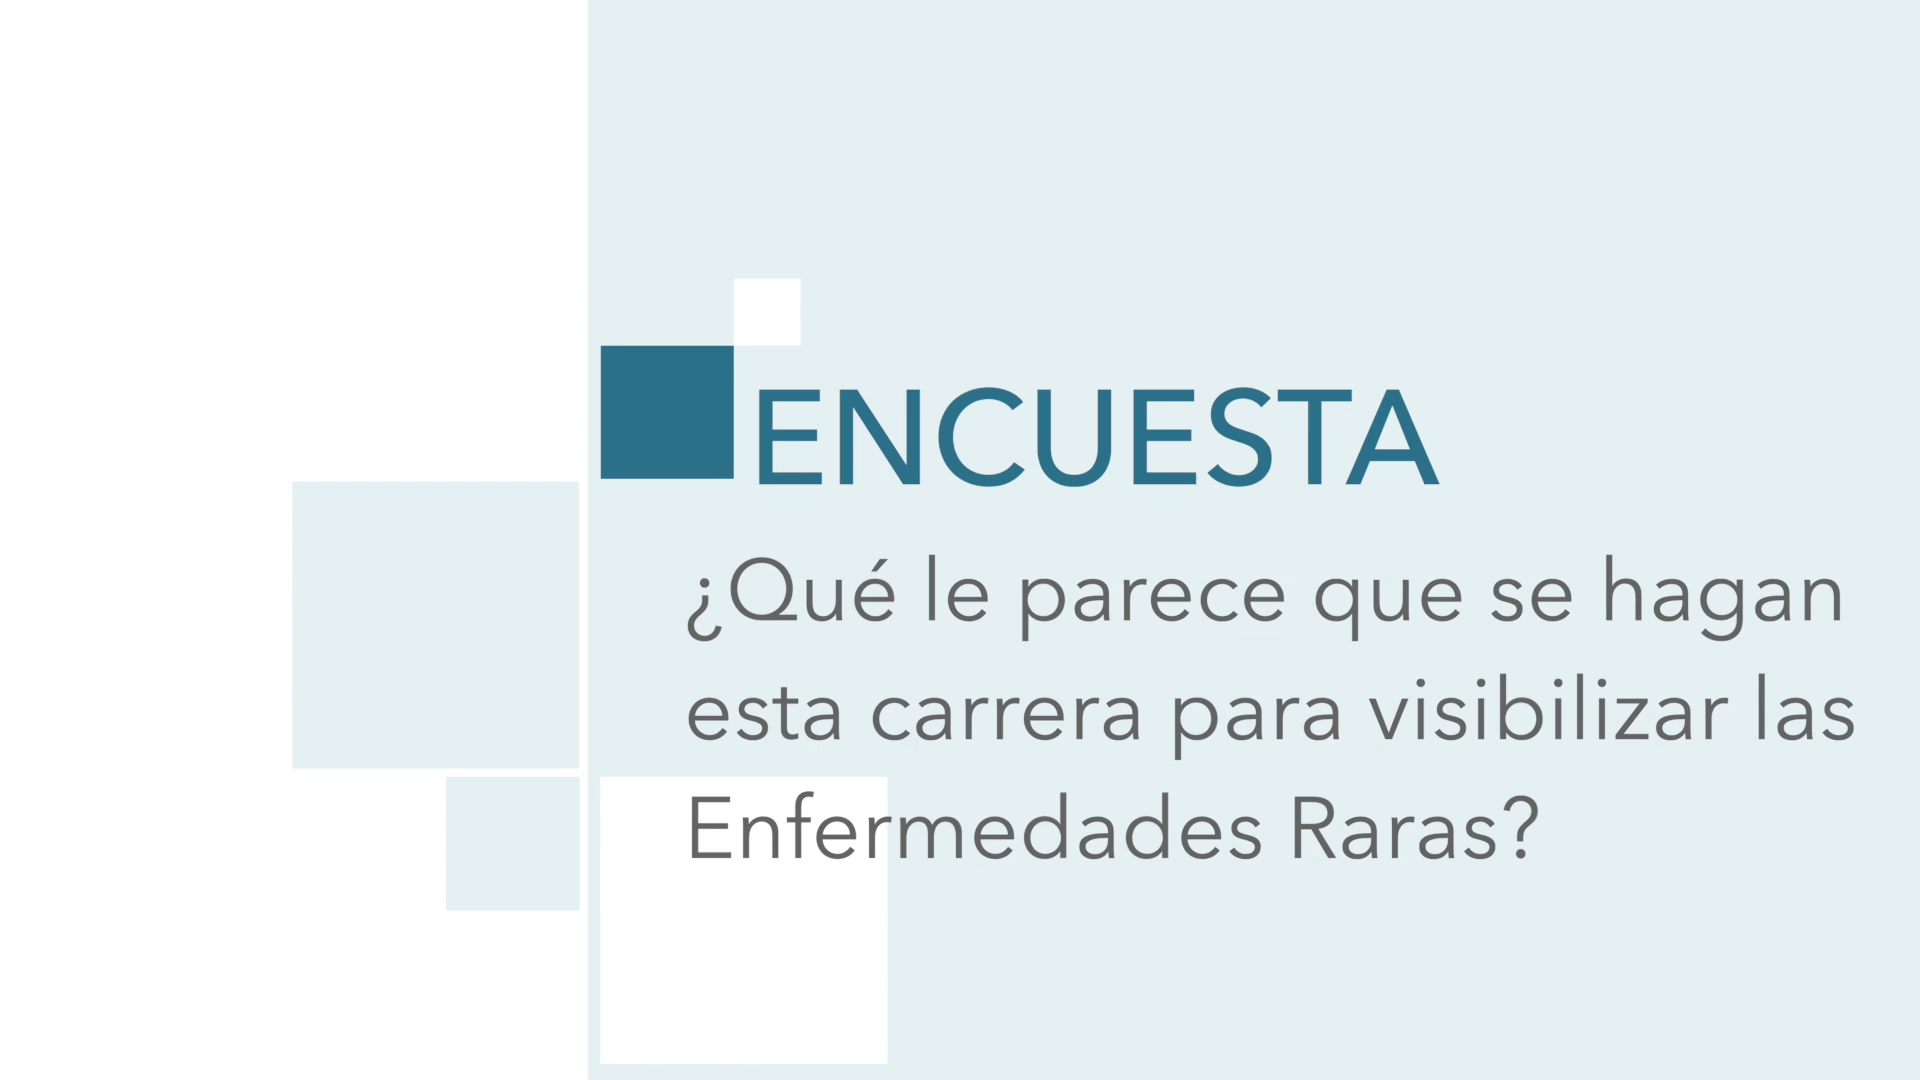 ENCUESTA
¿Qué le parece que se hagan
esta carrera para visibilizar las
Enfermedades Raras?